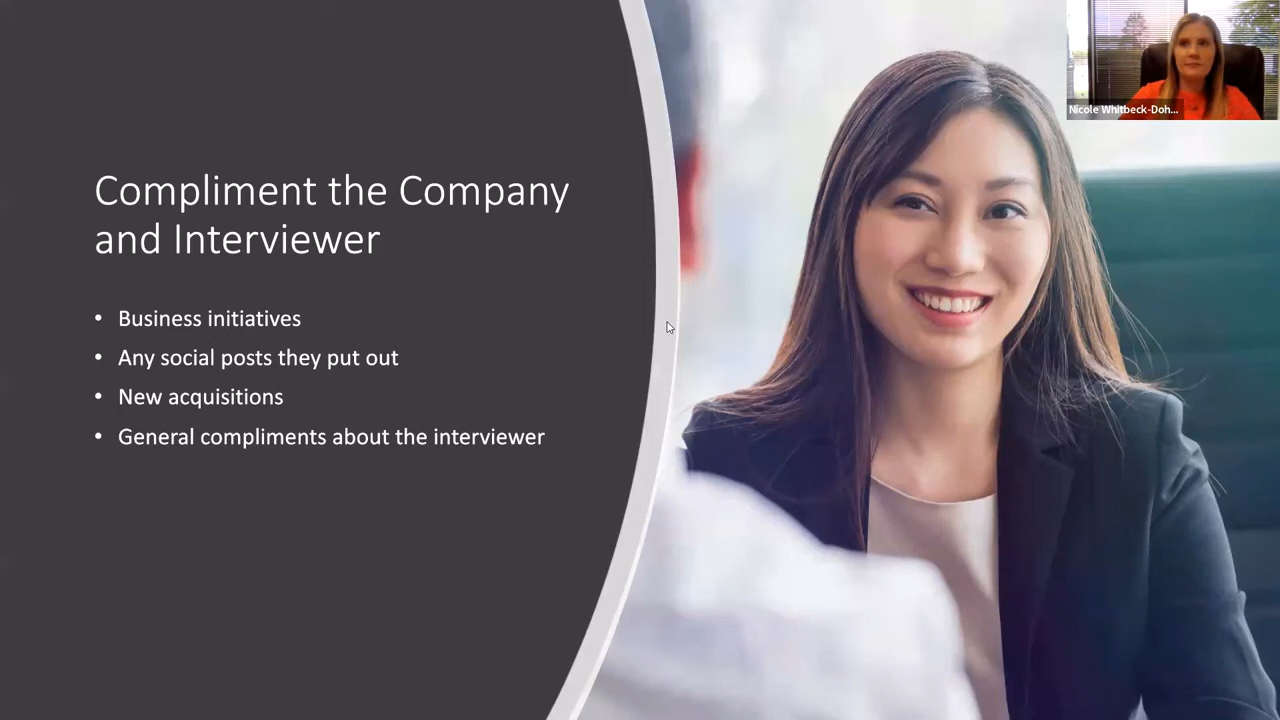 Nicole Whitbeck-Doh...
Compliment the Company
and Interviewer
• Business initiatives
• Any social posts they put out
• New acquisitions
• General compliments about the interviewer